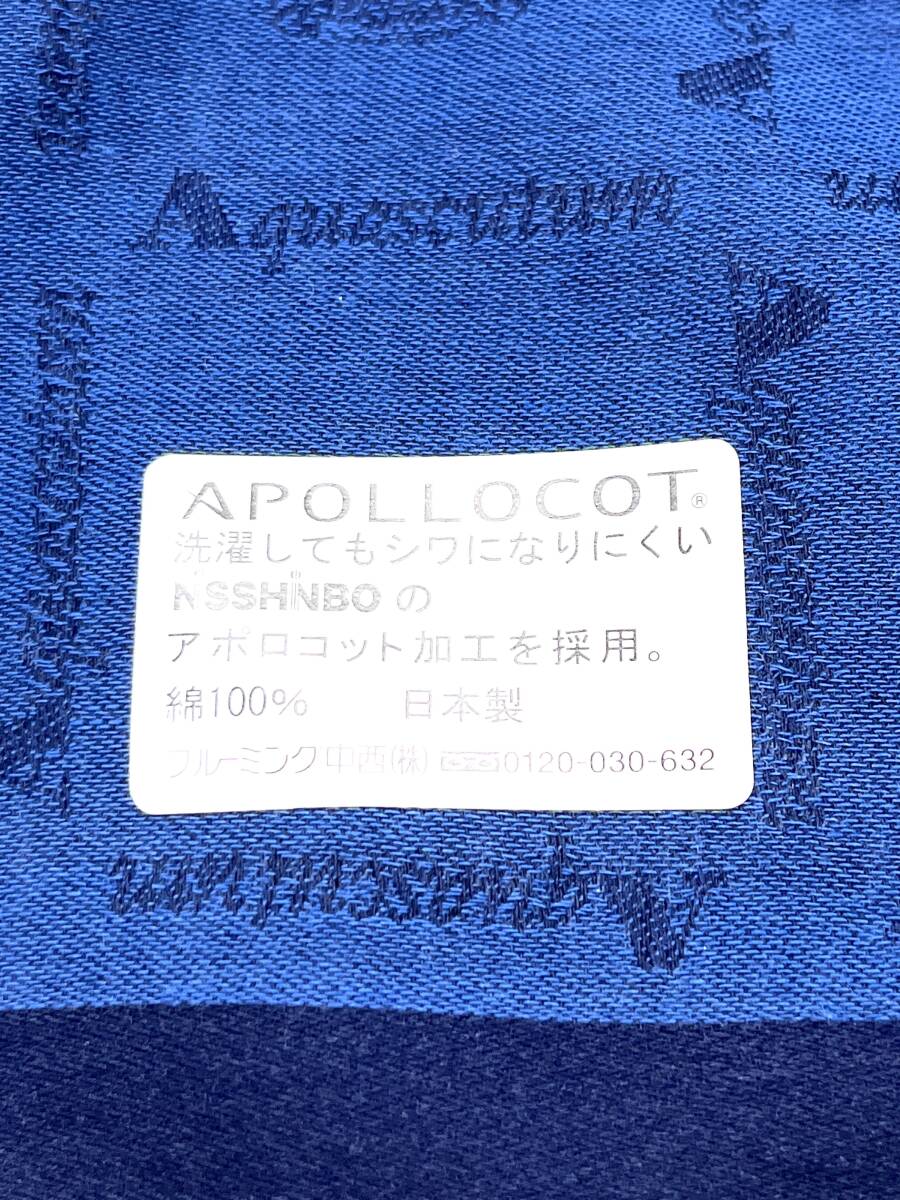 Aquascutum
APOLLOCOT®
洗濯してもシワになりにくい
NISSHINBO の
アポロコット加工を採用。
綿100% 日本製
ブルーミング中西(株) 0120-030-632
Aquascutum